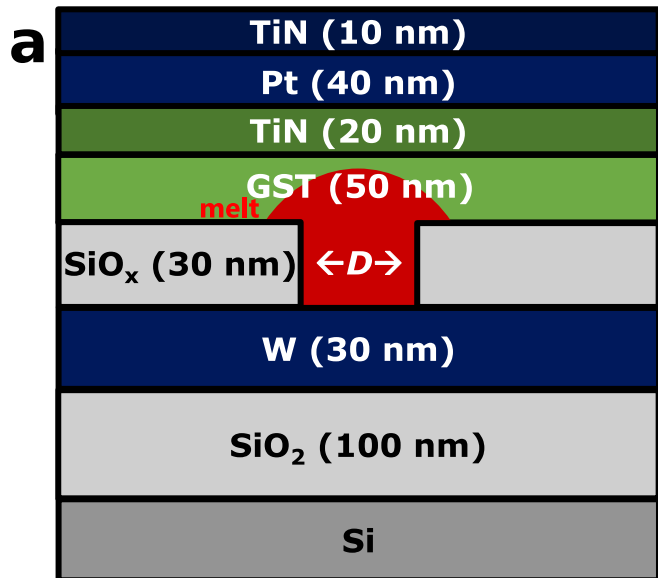 a
TiN (10 nm)
Pt (40 nm)
TiN (20 nm)
GST (50 nm)
melt
SiOₓ (30 nm)
←D→
W (30 nm)
SiO₂ (100 nm)
Si